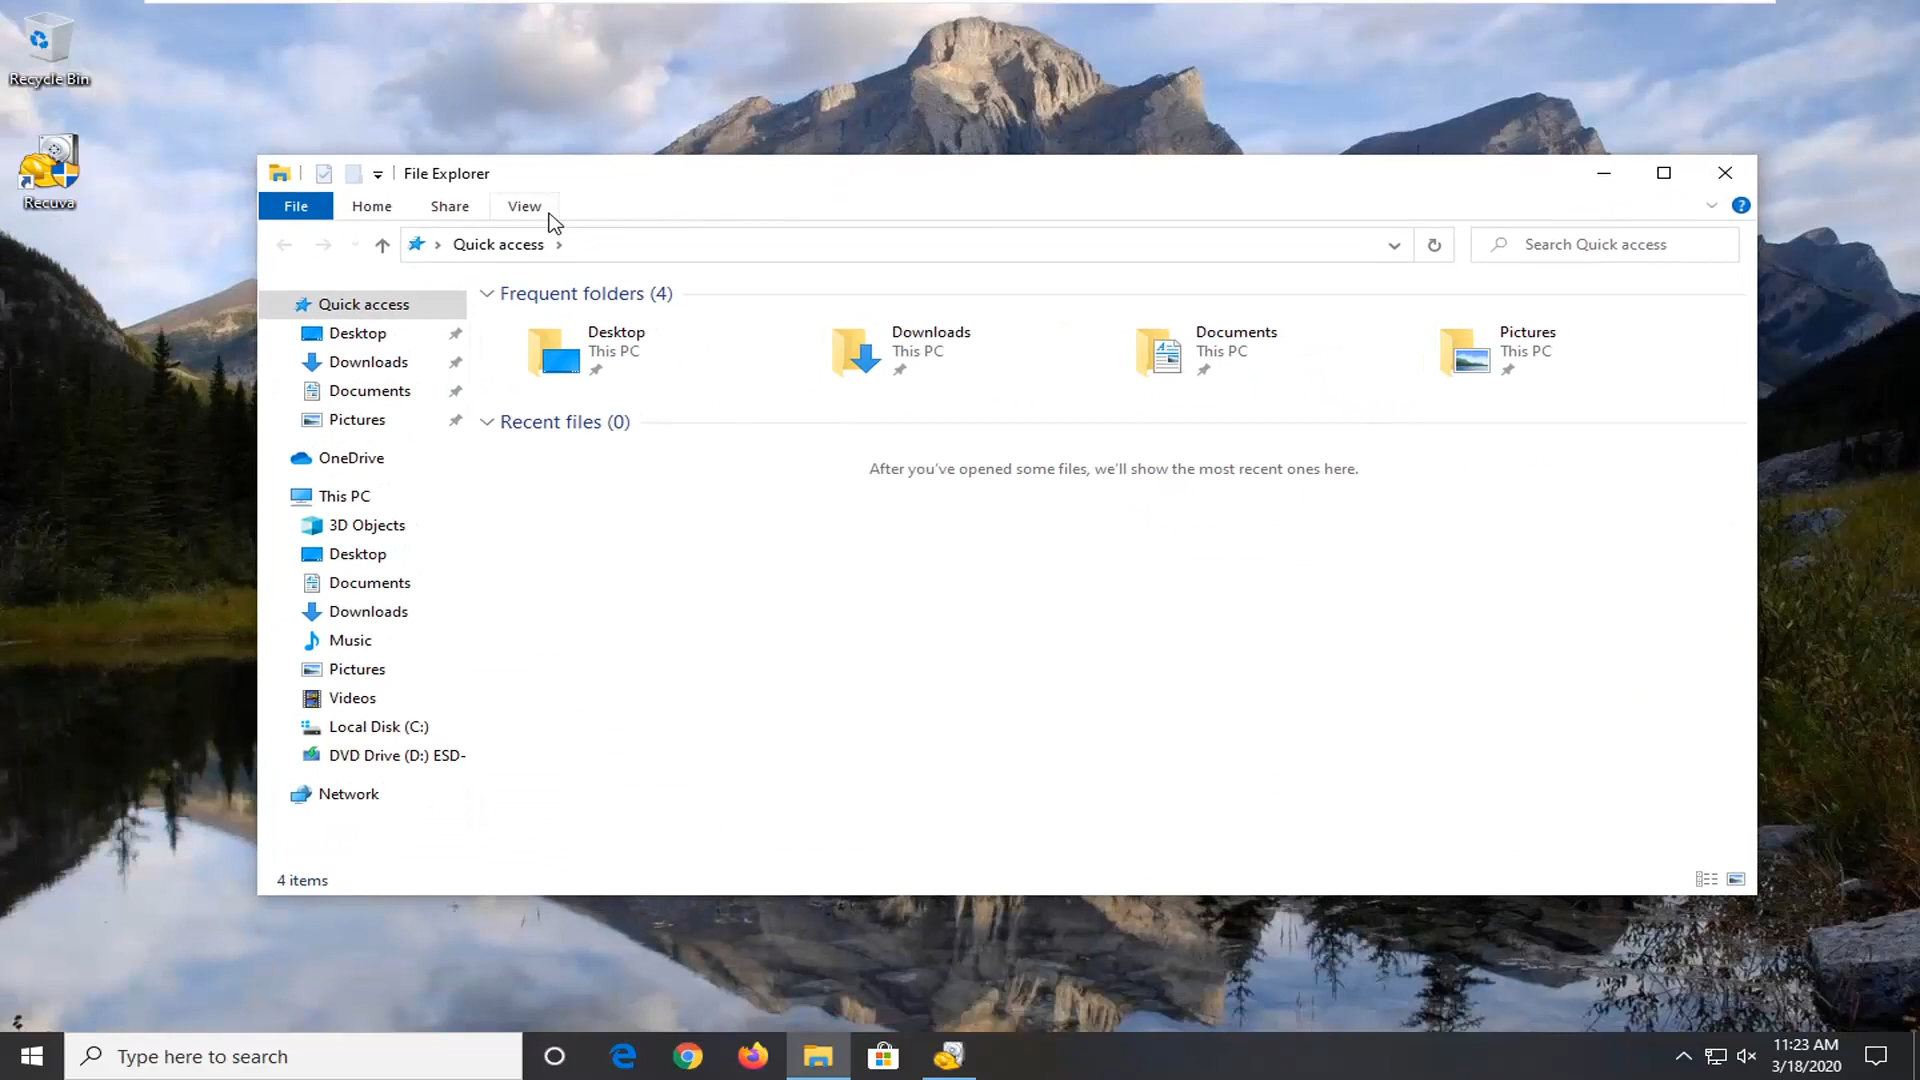 Recycle Bin
Recuva
File Explorer
File Home Share View
Quick access
Search Quick access
Quick access
Desktop
Downloads
Documents
Pictures
OneDrive
This PC
3D Objects
Desktop
Documents
Downloads
Music
Pictures
Videos
Local Disk (C:)
DVD Drive (D:) ESD-
Network
Frequent folders (4)
Desktop
This PC
Downloads
This PC
Documents
This PC
Pictures
This PC
Recent files (0)
After you've opened some files, we'll show the most recent ones here.
4 items
Type here to search
11:23 AM
3/18/2020